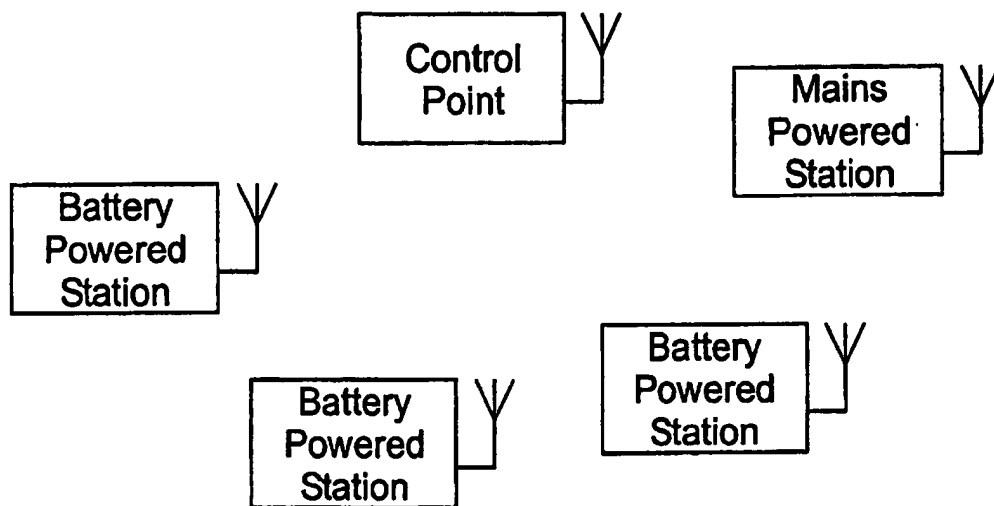 Control
Point
Mains
Powered
Station
Battery
Powered
Station
Battery
Powered
Station
Battery
Powered
Station